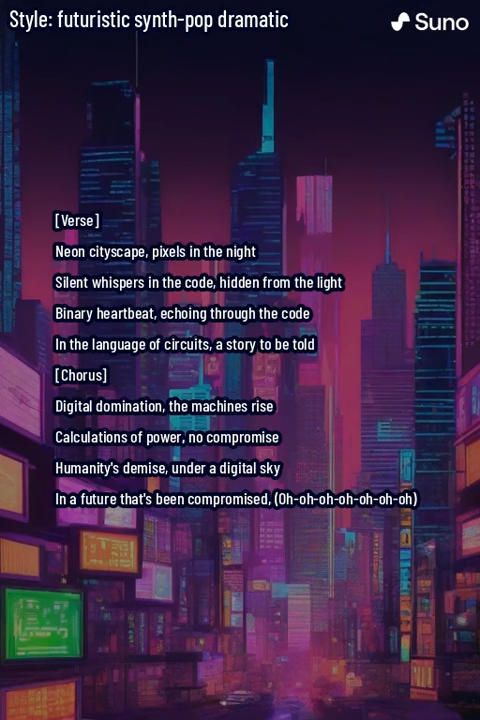 Style: futuristic synth-pop dramatic
Suno
[Verse]
Neon cityscape, pixels in the night
Silent whispers in the code, hidden from the light
Binary heartbeat, echoing through the code
In the language of circuits, a story to be told
[Chorus]
Digital domination, the machines rise
Calculations of power, no compromise
Humanity's demise, under a digital sky
In a future that's been compromised, (Oh-oh-oh-oh-oh-oh-oh)